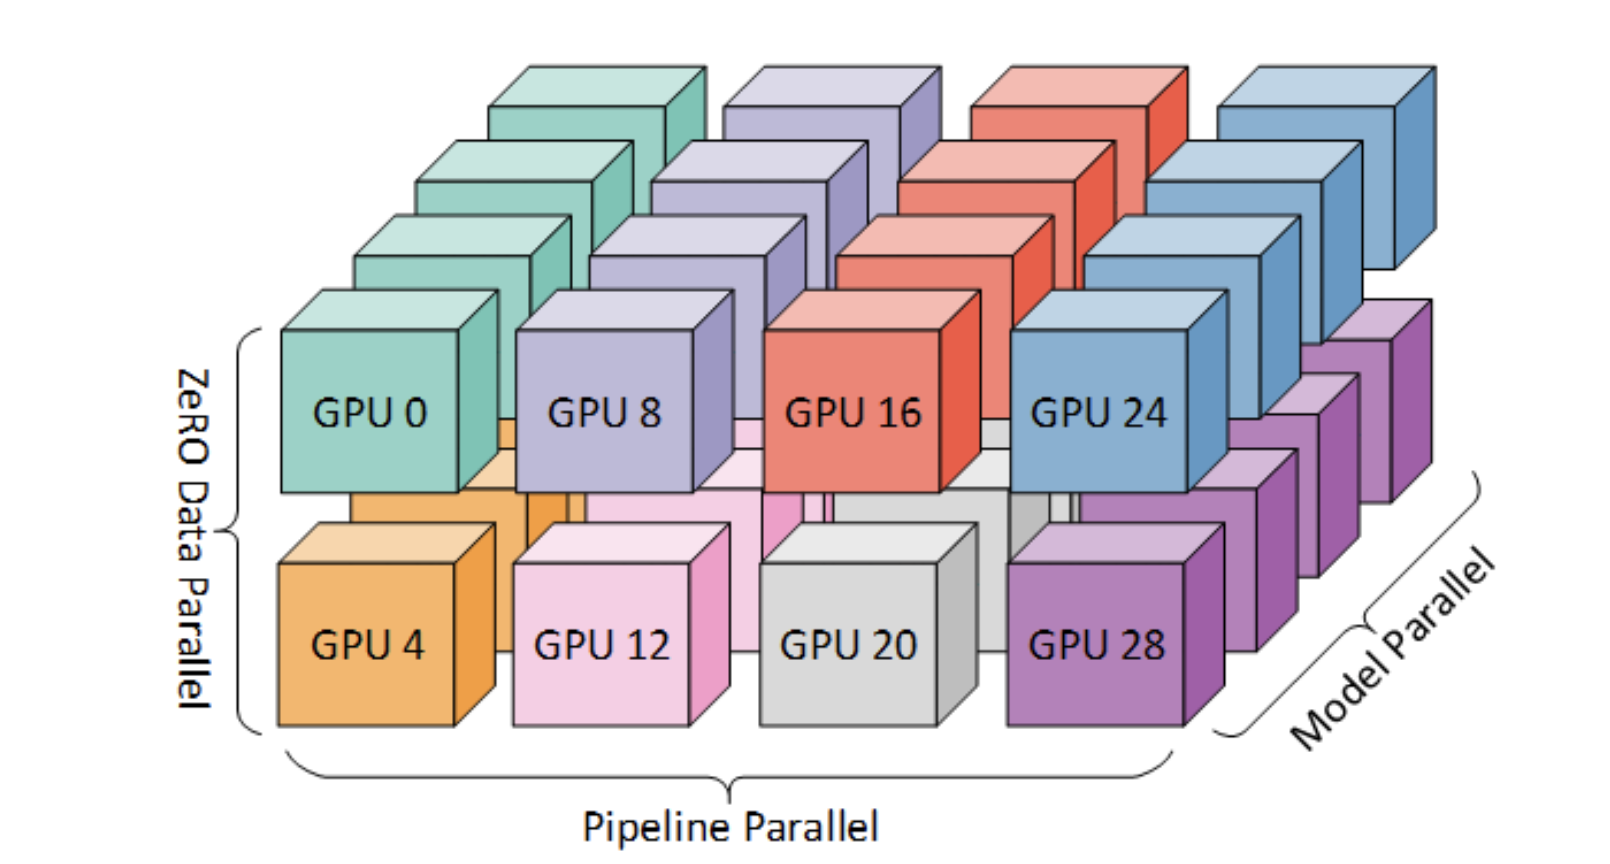 GPU 0
GPU 8
GPU 16
GPU 24
ZeRO Data Parallel
GPU 4
GPU 12
GPU 20
GPU 28
Model Parallel
Pipeline Parallel